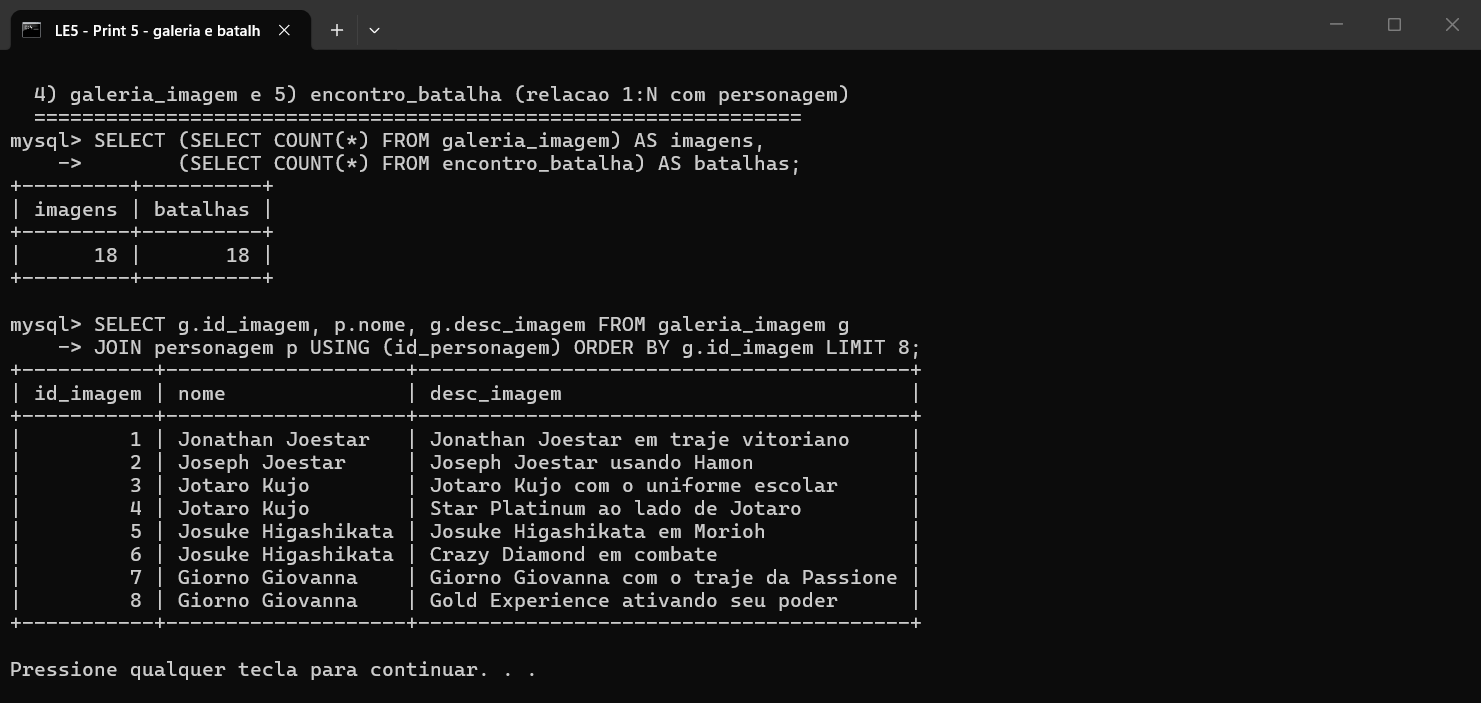 LE5 - Print 5 - galeria e batalh
  4) galeria_imagem e 5) encontro_batalha (relacao 1:N com personagem)
  ================================================================
mysql> SELECT (SELECT COUNT(*) FROM galeria_imagem) AS imagens,
    ->        (SELECT COUNT(*) FROM encontro_batalha) AS batalhas;
+---------+----------+
| imagens | batalhas |
+---------+----------+
|      18 |       18 |
+---------+----------+
mysql> SELECT g.id_imagem, p.nome, g.desc_imagem FROM galeria_imagem g
    -> JOIN personagem p USING (id_personagem) ORDER BY g.id_imagem LIMIT 8;
+-----------+--------------------+-----------------------------------------+
| id_imagem | nome               | desc_imagem                             |
+-----------+--------------------+-----------------------------------------+
|         1 | Jonathan Joestar   | Jonathan Joestar em traje vitoriano     |
|         2 | Joseph Joestar     | Joseph Joestar usando Hamon             |
|         3 | Jotaro Kujo        | Jotaro Kujo com o uniforme escolar      |
|         4 | Jotaro Kujo        | Star Platinum ao lado de Jotaro         |
|         5 | Josuke Higashikata | Josuke Higashikata em Morioh            |
|         6 | Josuke Higashikata | Crazy Diamond em combate                |
|         7 | Giorno Giovanna    | Giorno Giovanna com o traje da Passione |
|         8 | Giorno Giovanna    | Gold Experience ativando seu poder      |
+-----------+--------------------+-----------------------------------------+
Pressione qualquer tecla para continuar. . .